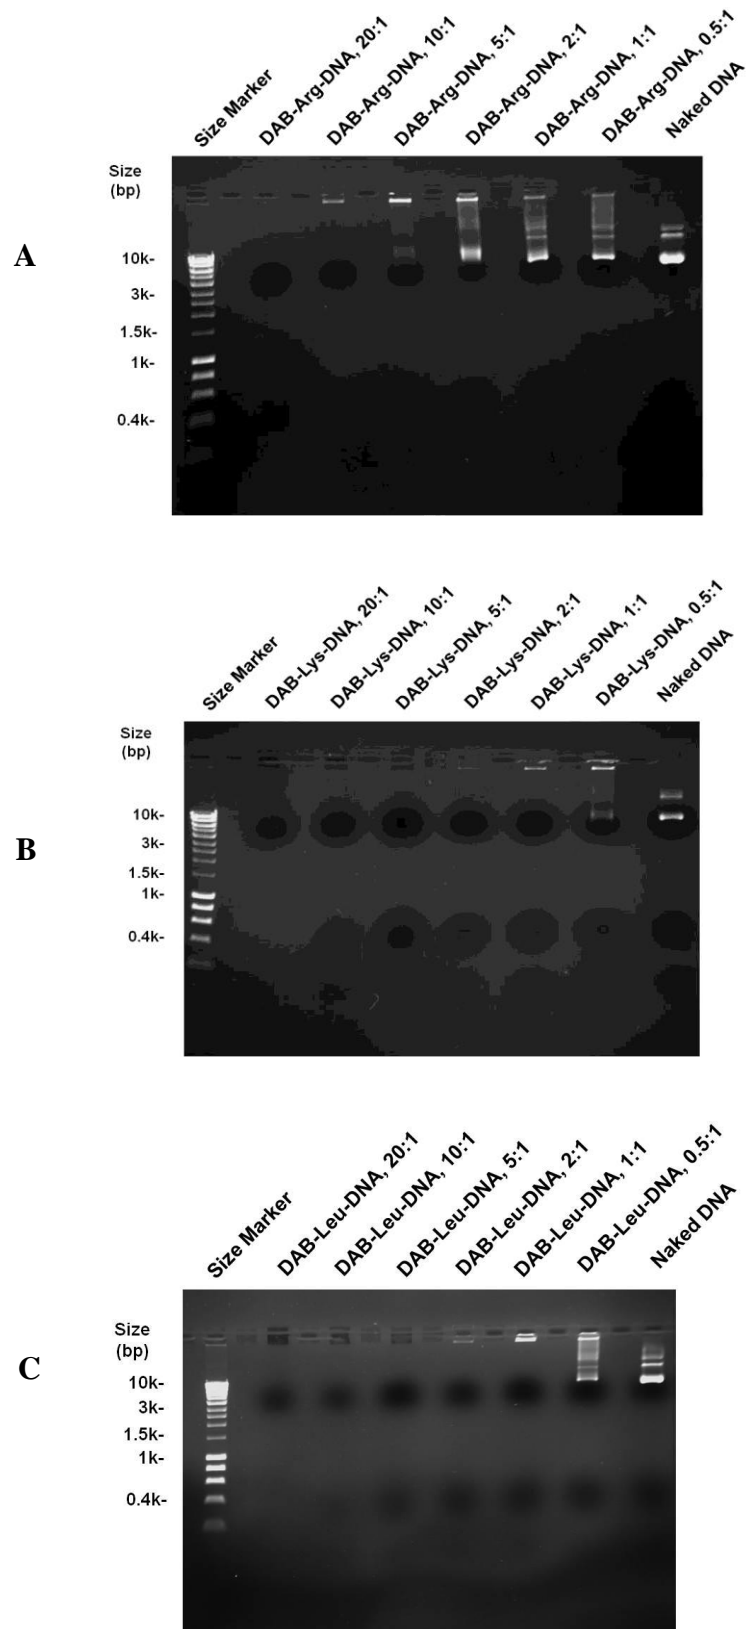 Size Marker
DAB-Arg-DNA, 20:1
DAB-Arg-DNA, 10:1
DAB-Arg-DNA, 5:1
DAB-Arg-DNA, 2:1
DAB-Arg-DNA, 1:1
DAB-Arg-DNA, 0.5:1
Naked DNA
Size
(bp)
A
10k-
3k-
1.5k-
1k-
0.4k-
Size Marker
DAB-Lys-DNA, 20:1
DAB-Lys-DNA, 10:1
DAB-Lys-DNA, 5:1
DAB-Lys-DNA, 2:1
DAB-Lys-DNA, 1:1
DAB-Lys-DNA, 0.5:1
Naked DNA
Size
(bp)
B
10k-
3k-
1.5k-
1k-
0.4k-
Size Marker
DAB-Leu-DNA, 20:1
DAB-Leu-DNA, 10:1
DAB-Leu-DNA, 5:1
DAB-Leu-DNA, 2:1
DAB-Leu-DNA, 1:1
DAB-Leu-DNA, 0.5:1
Naked DNA
Size
(bp)
C
10k-
3k-
1.5k-
1k-
0.4k-